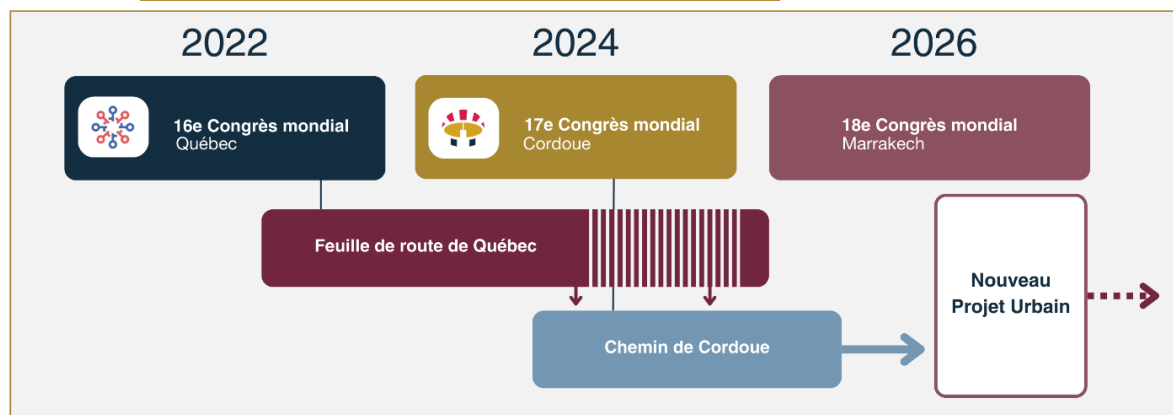 2022
2024
2026
16e Congrès mondial
Québec
17e Congrès mondial
Cordoue
18e Congrès mondial
Marrakech
Feuille de route de Québec
Nouveau
Projet Urbain
Chemin de Cordoue